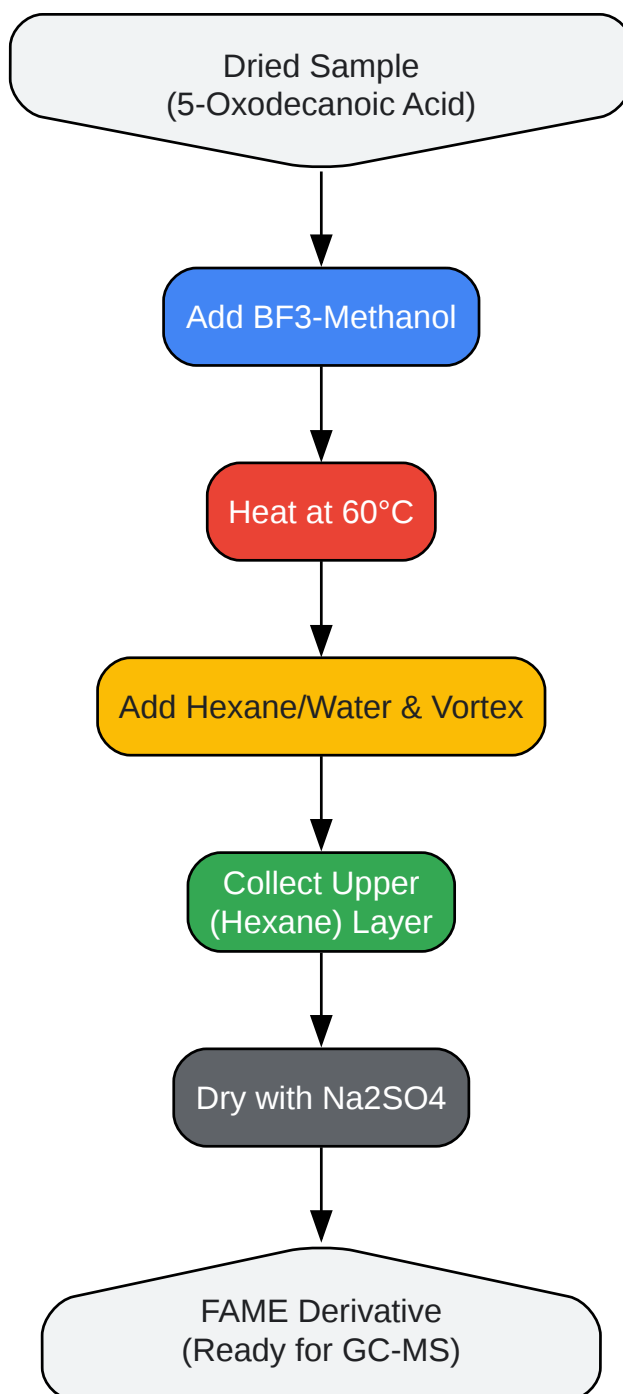 Dried Sample
(5-Oxodecanoic Acid)
Add BF3-Methanol
Heat at 60°C
Add Hexane/Water & Vortex
Collect Upper
(Hexane) Layer
Dry with Na2SO4
FAME Derivative
(Ready for GC-MS)